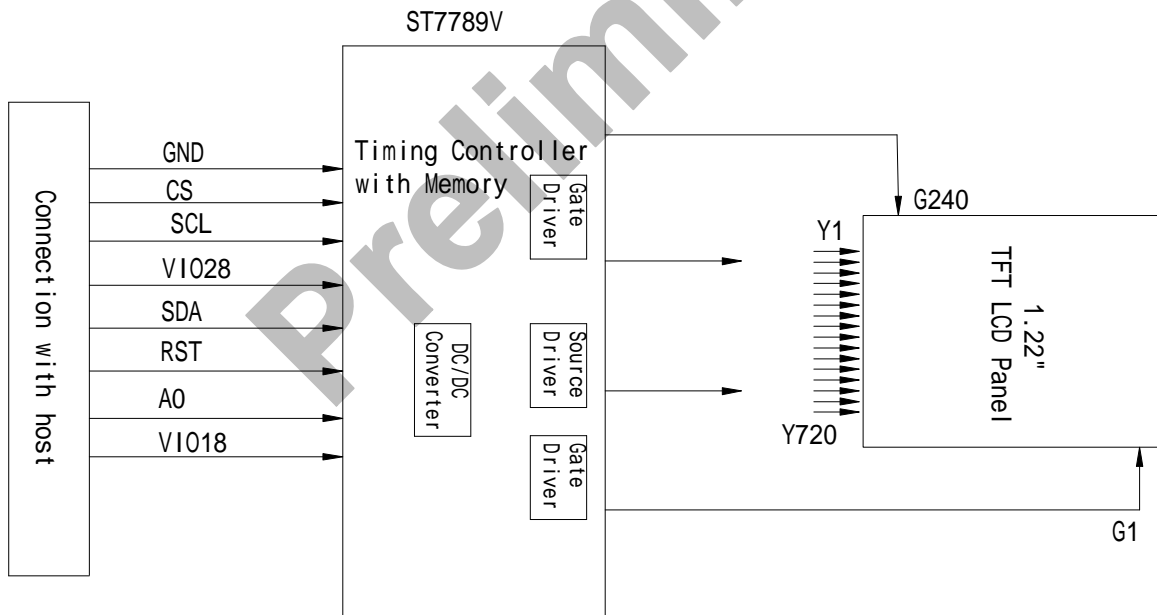 ST7789V
Prelimi
Connection with host
GND
CS
SCL
VIO28
SDA
RST
A0
VIO18
Timing Controller
with Memory
Gate
Driver
DC/DC
Converter
Source
Driver
Gate
Driver
G240
Y1
Y720
1.22"
TFT LCD Panel
G1